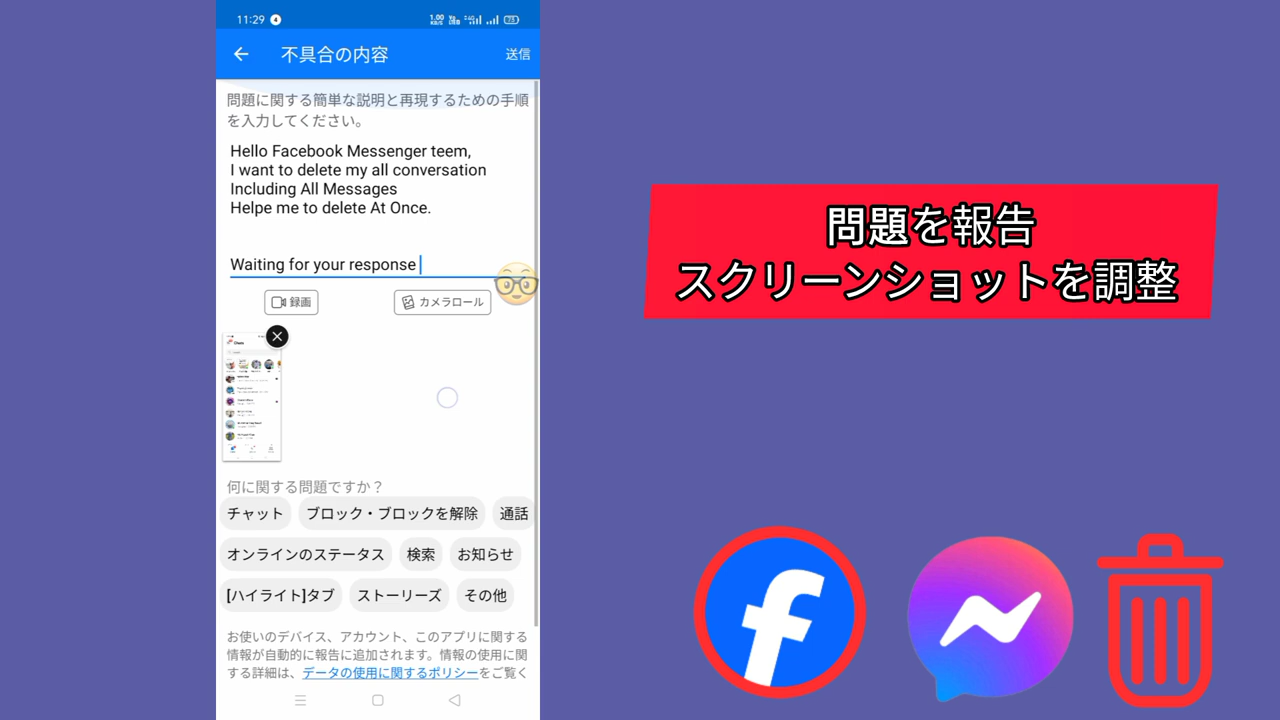 11:29 4 1.00 KB/S 75
不具合の内容 送信
問題に関する簡単な説明と再現するための手順
を入力してください。
Hello Facebook Messenger teem,
I want to delete my all conversation
Including All Messages
Helpe me to delete At Once.
Waiting for your response
録画 カメラロール
何に関する問題ですか？
チャット ブロック・ブロックを解除 通話
オンラインのステータス 検索 お知らせ
[ハイライト]タブ ストーリーズ その他
お使いのデバイス、アカウント、このアプリに関する
情報が自動的に報告に追加されます。情報の使用に関
する詳細は、データの使用に関するポリシーをご覧く
問題を報告
スクリーンショットを調整